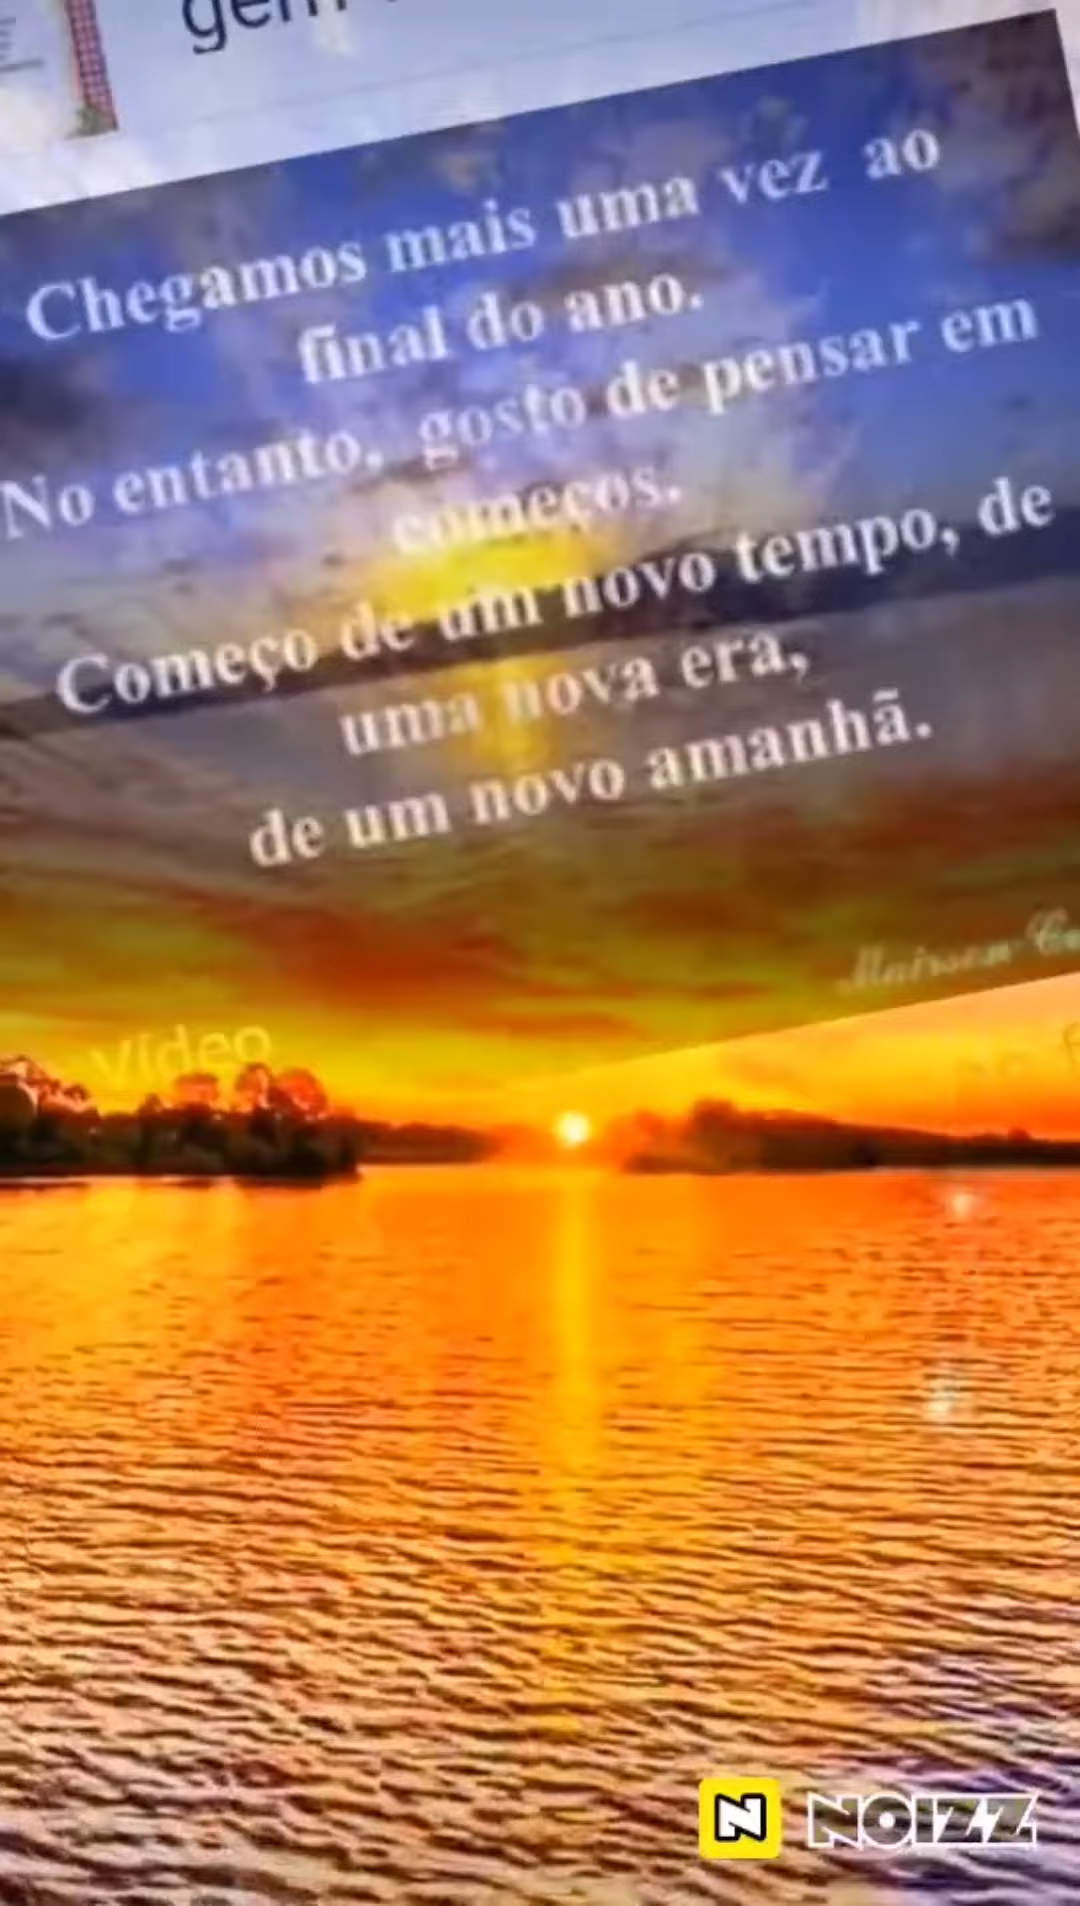 Chegamos mais uma vez ao
final do ano.
No entanto, gosto de pensar em
começos.
Começo de um novo tempo, de
uma nova era,
de um novo amanhã.
Vídeo
NOIZZ